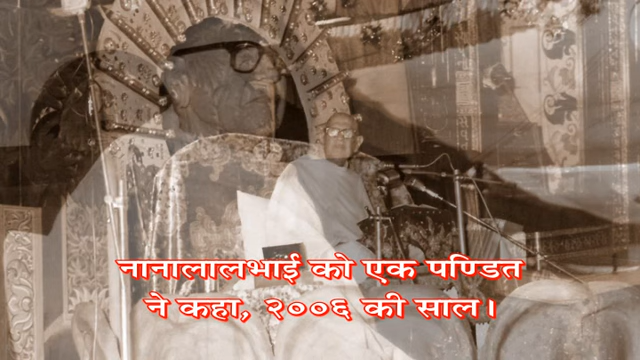 नानालालभाई को एक पण्डित
ने कहा, २००६ की साल।